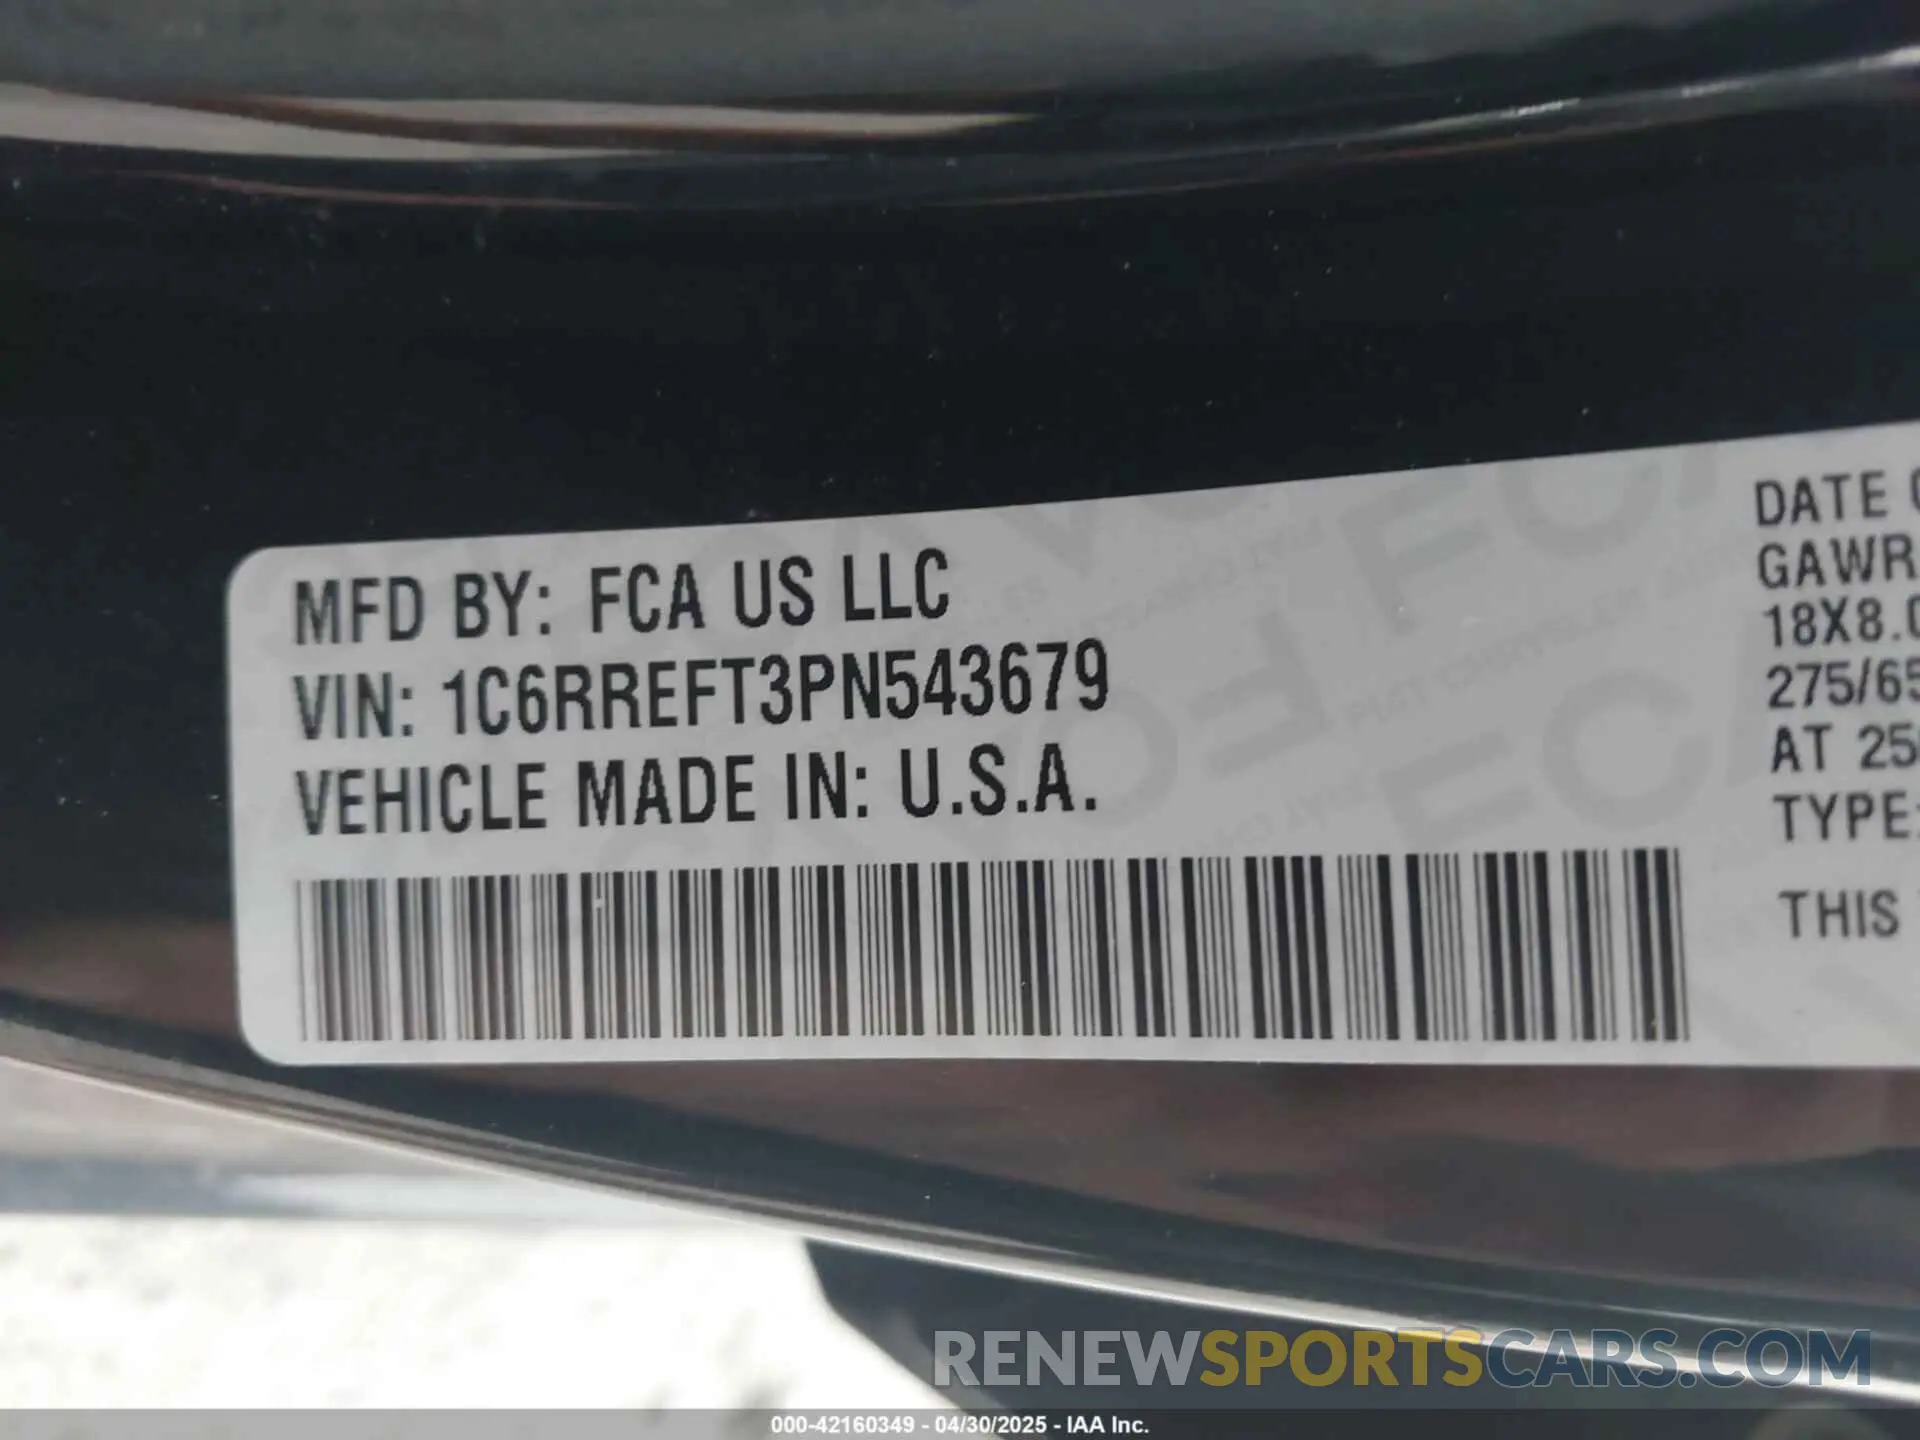 MFD BY: FCA US LLC
VIN: 1C6RREFT3PN543679
VEHICLE MADE IN: U.S.A.
DATE
GAWR
18X8.0
275/65
AT 25
TYPE:
THIS
RENEWSPORTSCARS.COM
000-42160349 - 04/30/2025 - IAA Inc.